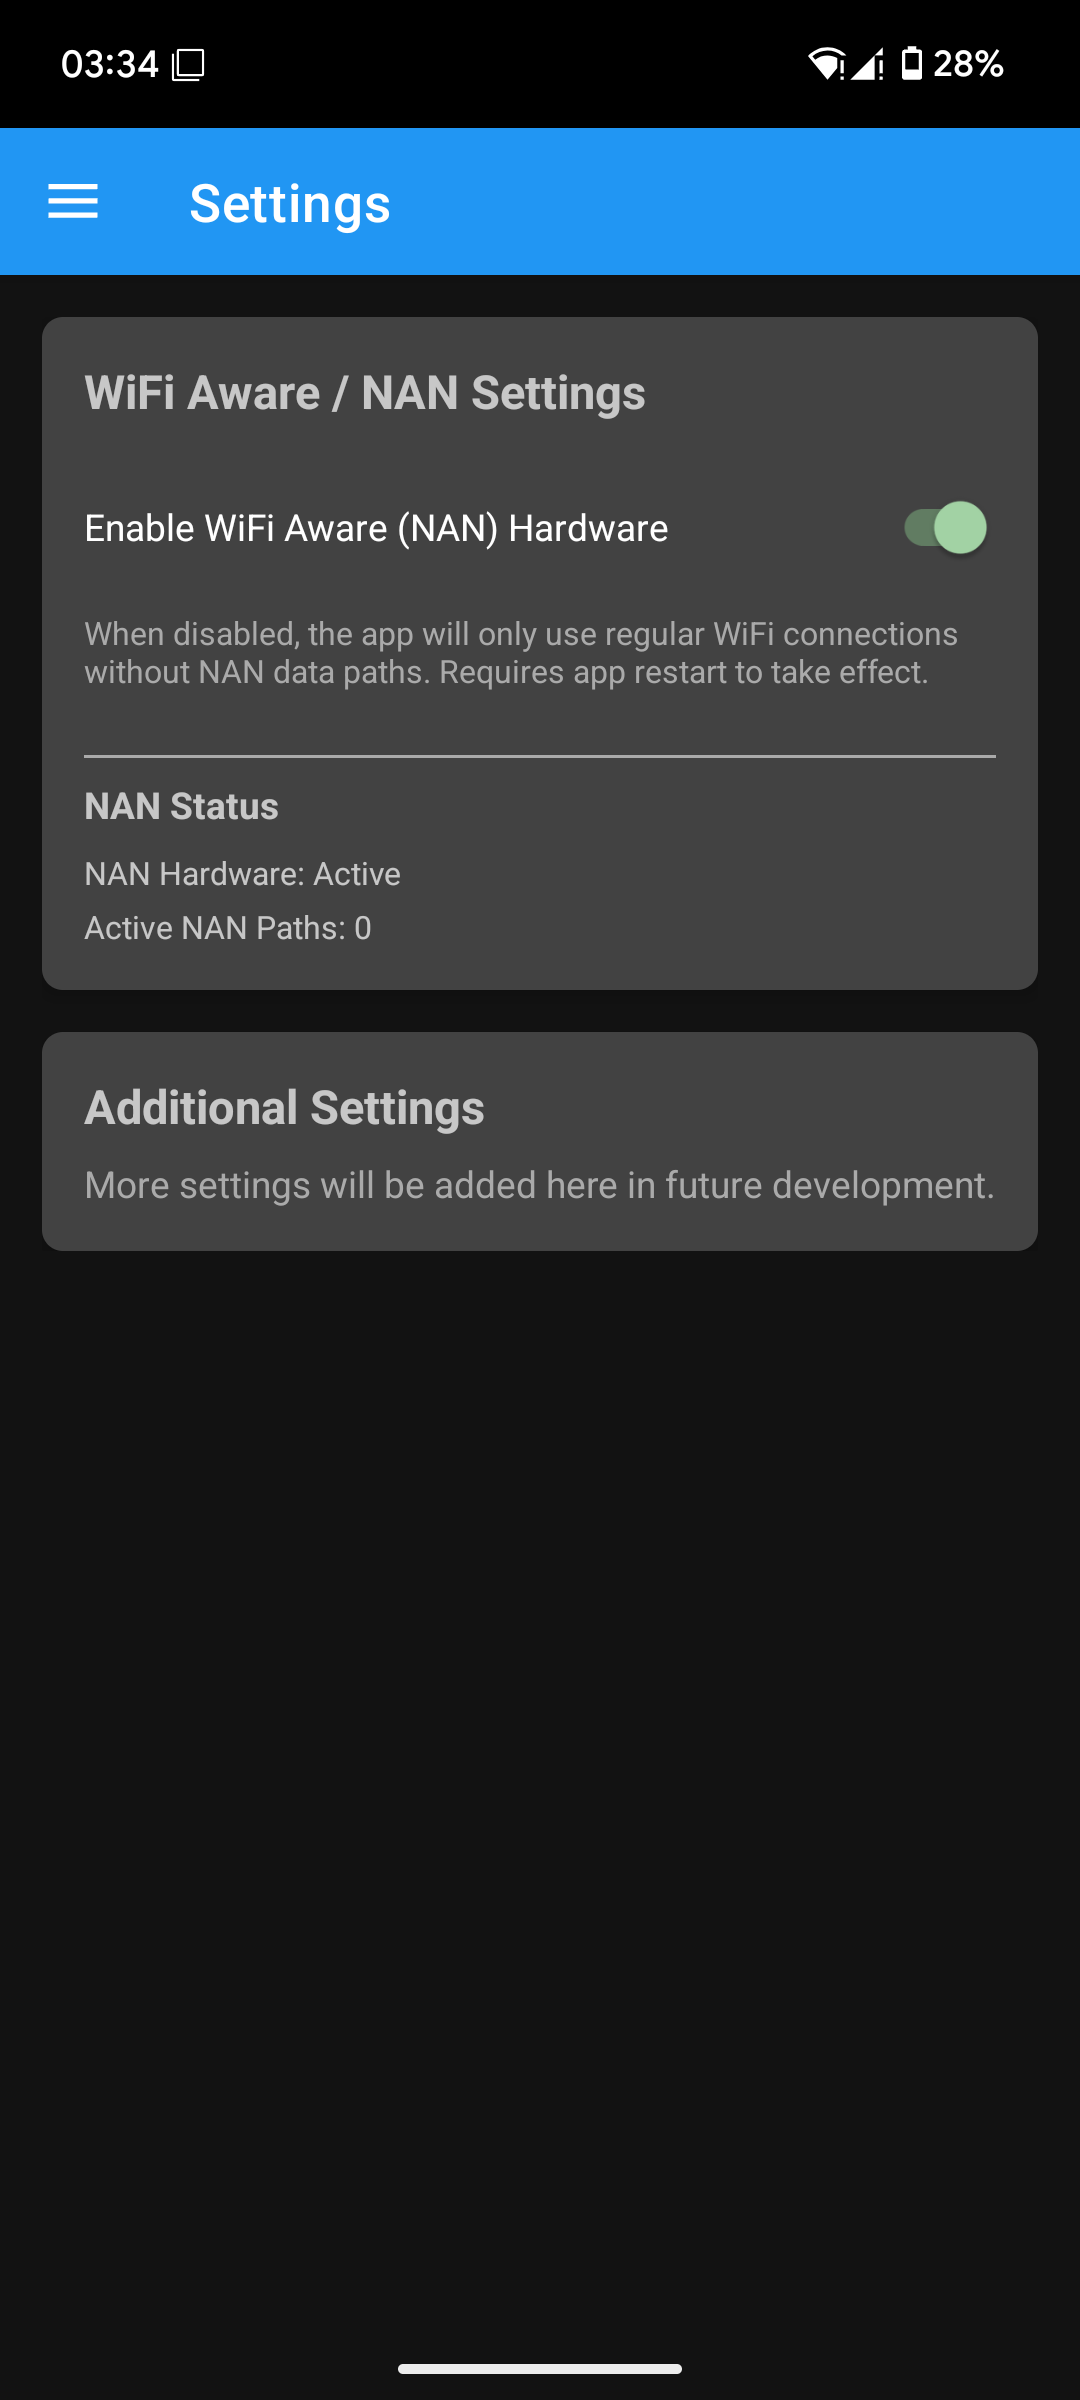 03:34
28%
Settings
WiFi Aware / NAN Settings
Enable WiFi Aware (NAN) Hardware
When disabled, the app will only use regular WiFi connections
without NAN data paths. Requires app restart to take effect.
NAN Status
NAN Hardware: Active
Active NAN Paths: 0
Additional Settings
More settings will be added here in future development.